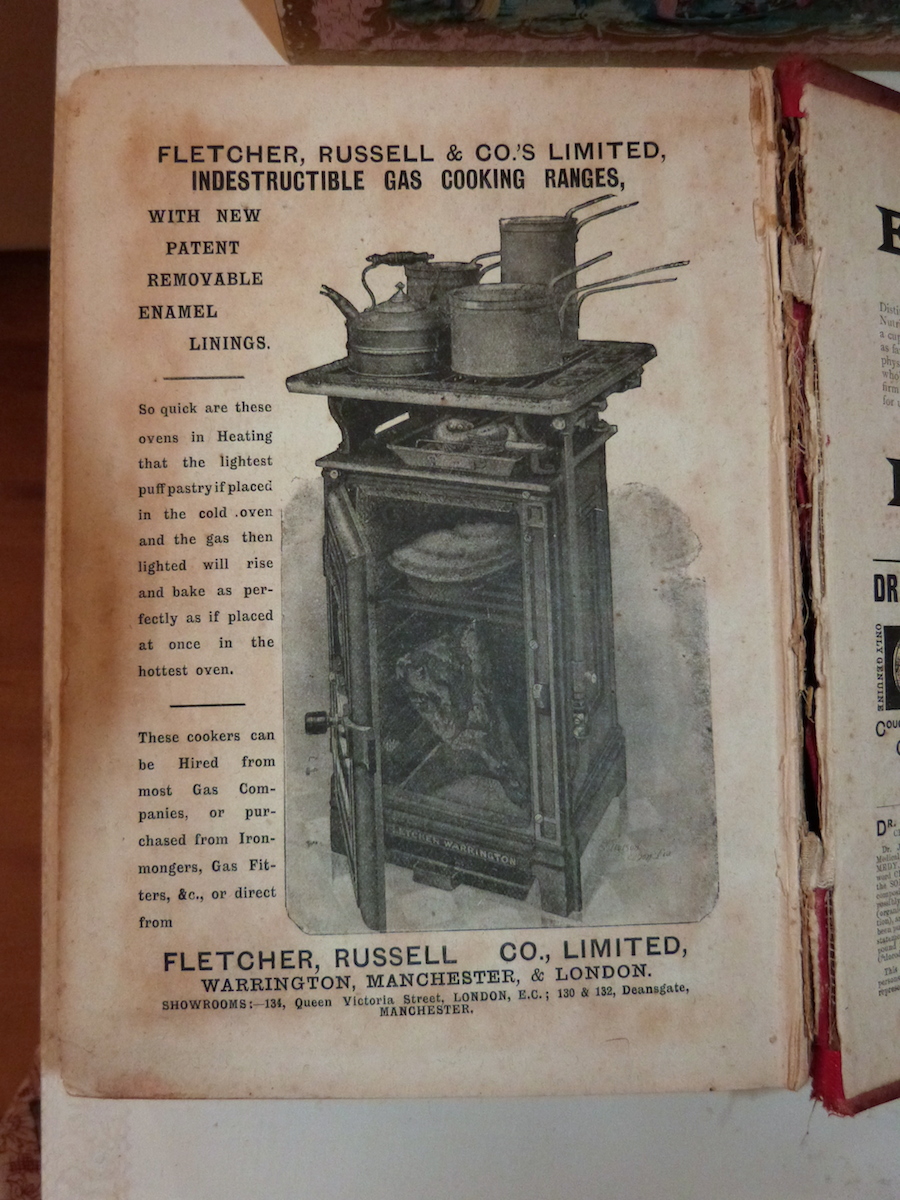 FLETCHER, RUSSELL & CO.'S LIMITED,
INDESTRUCTIBLE GAS COOKING RANGES,
WITH NEW
PATENT
REMOVABLE
ENAMEL
LININGS.
So quick are these
ovens in Heating
that the lightest
puff pastry if placed
in the cold .oven
and the gas then
lighted will rise
and bake as per-
fectly as if placed
at once in the
hottest oven.
These cookers can
be Hired from
most Gas Com-
panies, or pur-
chased from Iron-
mongers, Gas Fit-
ters, &c., or direct
from
WARRINGTON
FLETCHER, RUSSELL CO., LIMITED,
WARRINGTON, MANCHESTER, & LONDON.
SHOWROOMS:—134, Queen Victoria Street, LONDON, E.C.; 130 & 132, Deansgate,
MANCHESTER.
DR
ONLY GENUINE
DR.